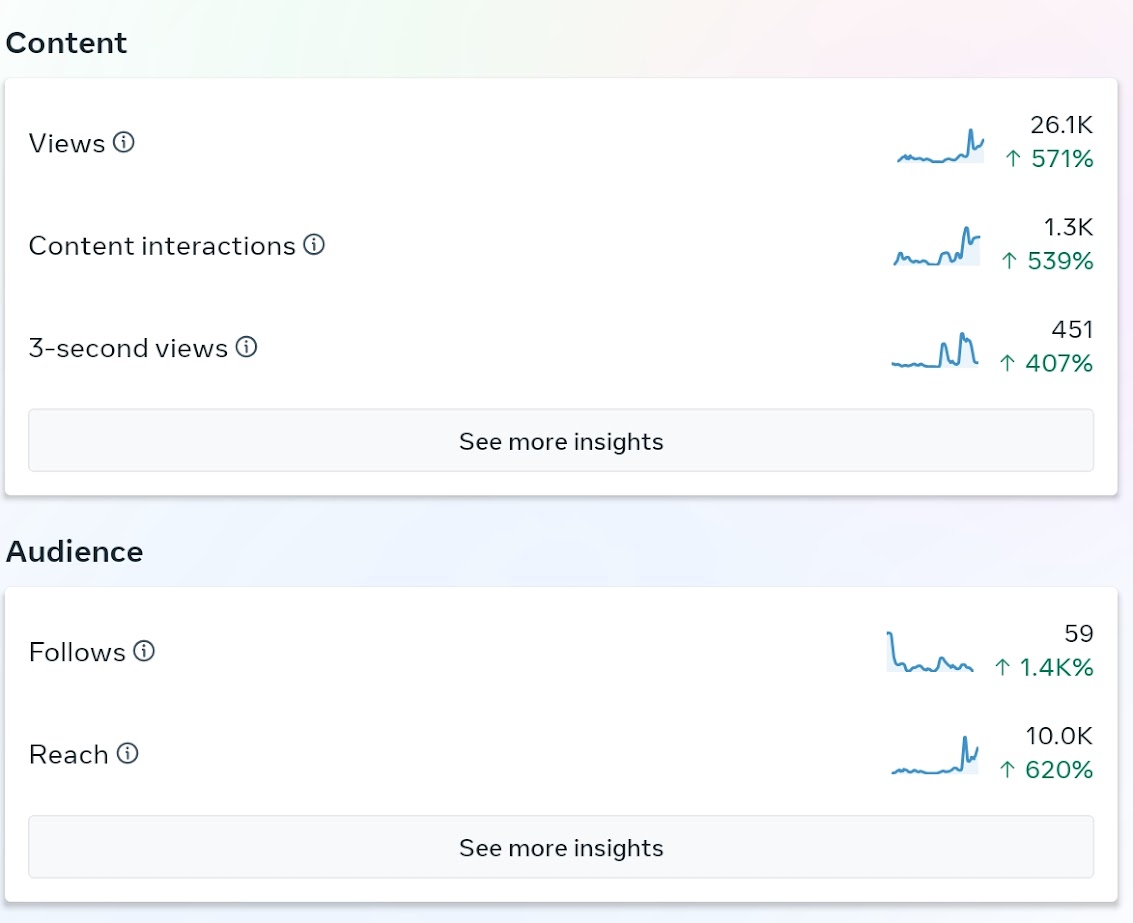 Content
Views
26.1K
↑ 571%
Content interactions
1.3K
↑ 539%
3-second views
451
↑ 407%
See more insights
Audience
Follows
59
↑ 1.4K%
Reach
10.0K
↑ 620%
See more insights